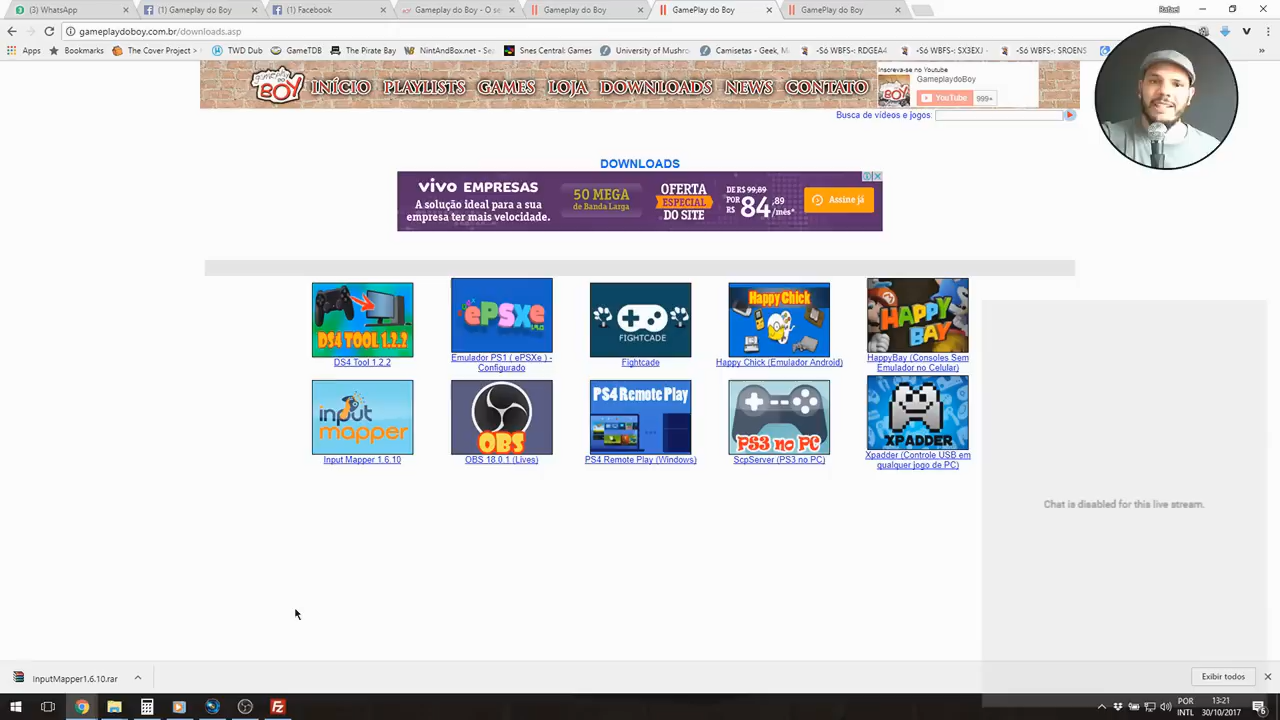 (3) WhatsApp
(1) GamePlay do Boy
(1) Facebook
Gameplay do Boy - O se
Gameplay do Boy
GamePlay do Boy
GamePlay do Boy
Rafael
gameplaydoboy.com.br/downloads.asp
Apps
Bookmarks
The Cover Project >
TWD Dub
GameTDB
The Pirate Bay
NintAndBox.net - Se
Snes Central: Games
University of Mushro
Camisetas - Geek, M
-Só WBFS-: RDGEA4
-Só WBFS-: SX3EXJ
-Só WBFS-: SROENS
gameplay do BOY
INÍCIO PLAYLISTS GAMES LOJA DOWNLOADS NEWS CONTATO
Inscreva-se no Youtube
GameplaydoBoy
YouTube 999+
Busca de vídeos e jogos:
DOWNLOADS
vivo EMPRESAS
A solução ideal para a sua
empresa ter mais velocidade.
50 MEGA
de Banda Larga
OFERTA
ESPECIAL
DO SITE
DE R$ 99,89
POR R$ 84,89/mês*
Assine já
DS4 TOOL 1.2.2
ePSXe
FIGHTCADE
Happy Chick
HAPPY BAY
DS4 Tool 1.2.2
Emulador PS1 ( ePSXe ) -
Configurado
Fightcade
Happy Chick (Emulador Android)
HappyBay (Consoles Sem
Emulador no Celular)
input mapper
OBS
PS4 Remote Play
PS3 no PC
XPADDER
Input Mapper 1.6.10
OBS 18.0.1 (Lives)
PS4 Remote Play (Windows)
ScpServer (PS3 no PC)
Xpadder (Controle USB em
qualquer jogo de PC)
Chat is disabled for this live stream.
InputMapper1.6.10.rar
Exibir todos
POR
INTL
13:21
30/10/2017